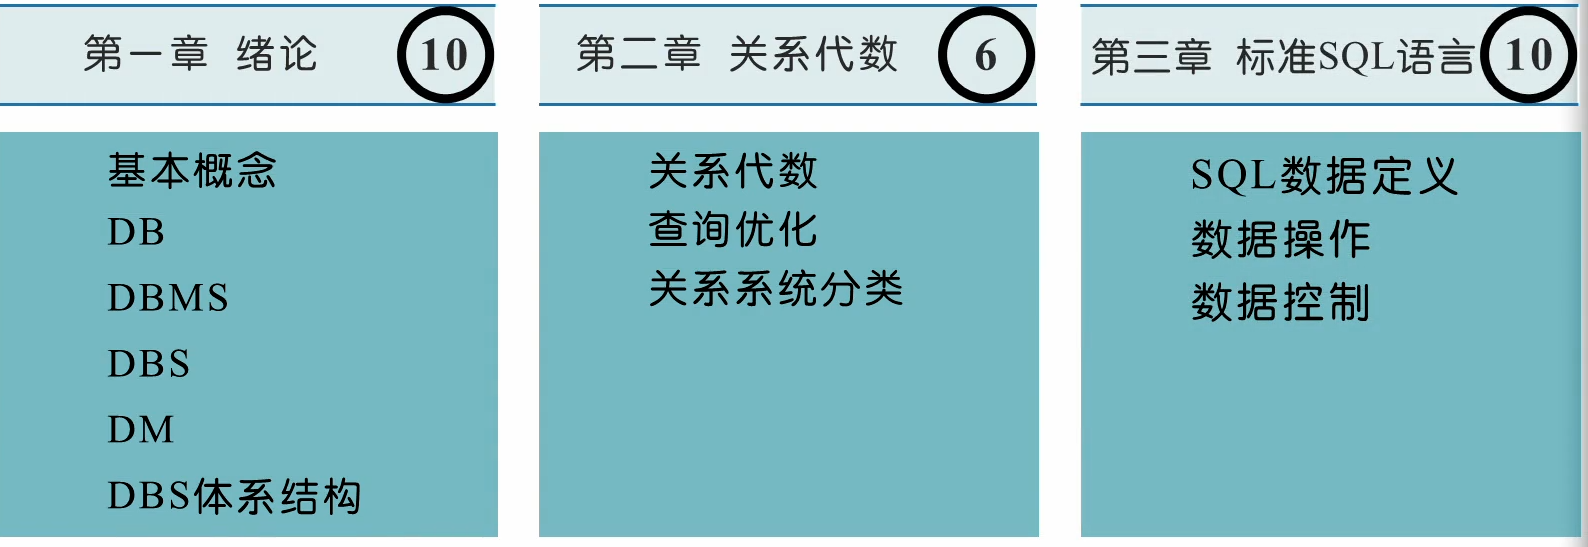 第一章 绪论 10
基本概念
DB
DBMS
DBS
DM
DBS体系结构
第二章 关系代数 6
关系代数
查询优化
关系系统分类
第三章 标准SQL语言 10
SQL数据定义
数据操作
数据控制